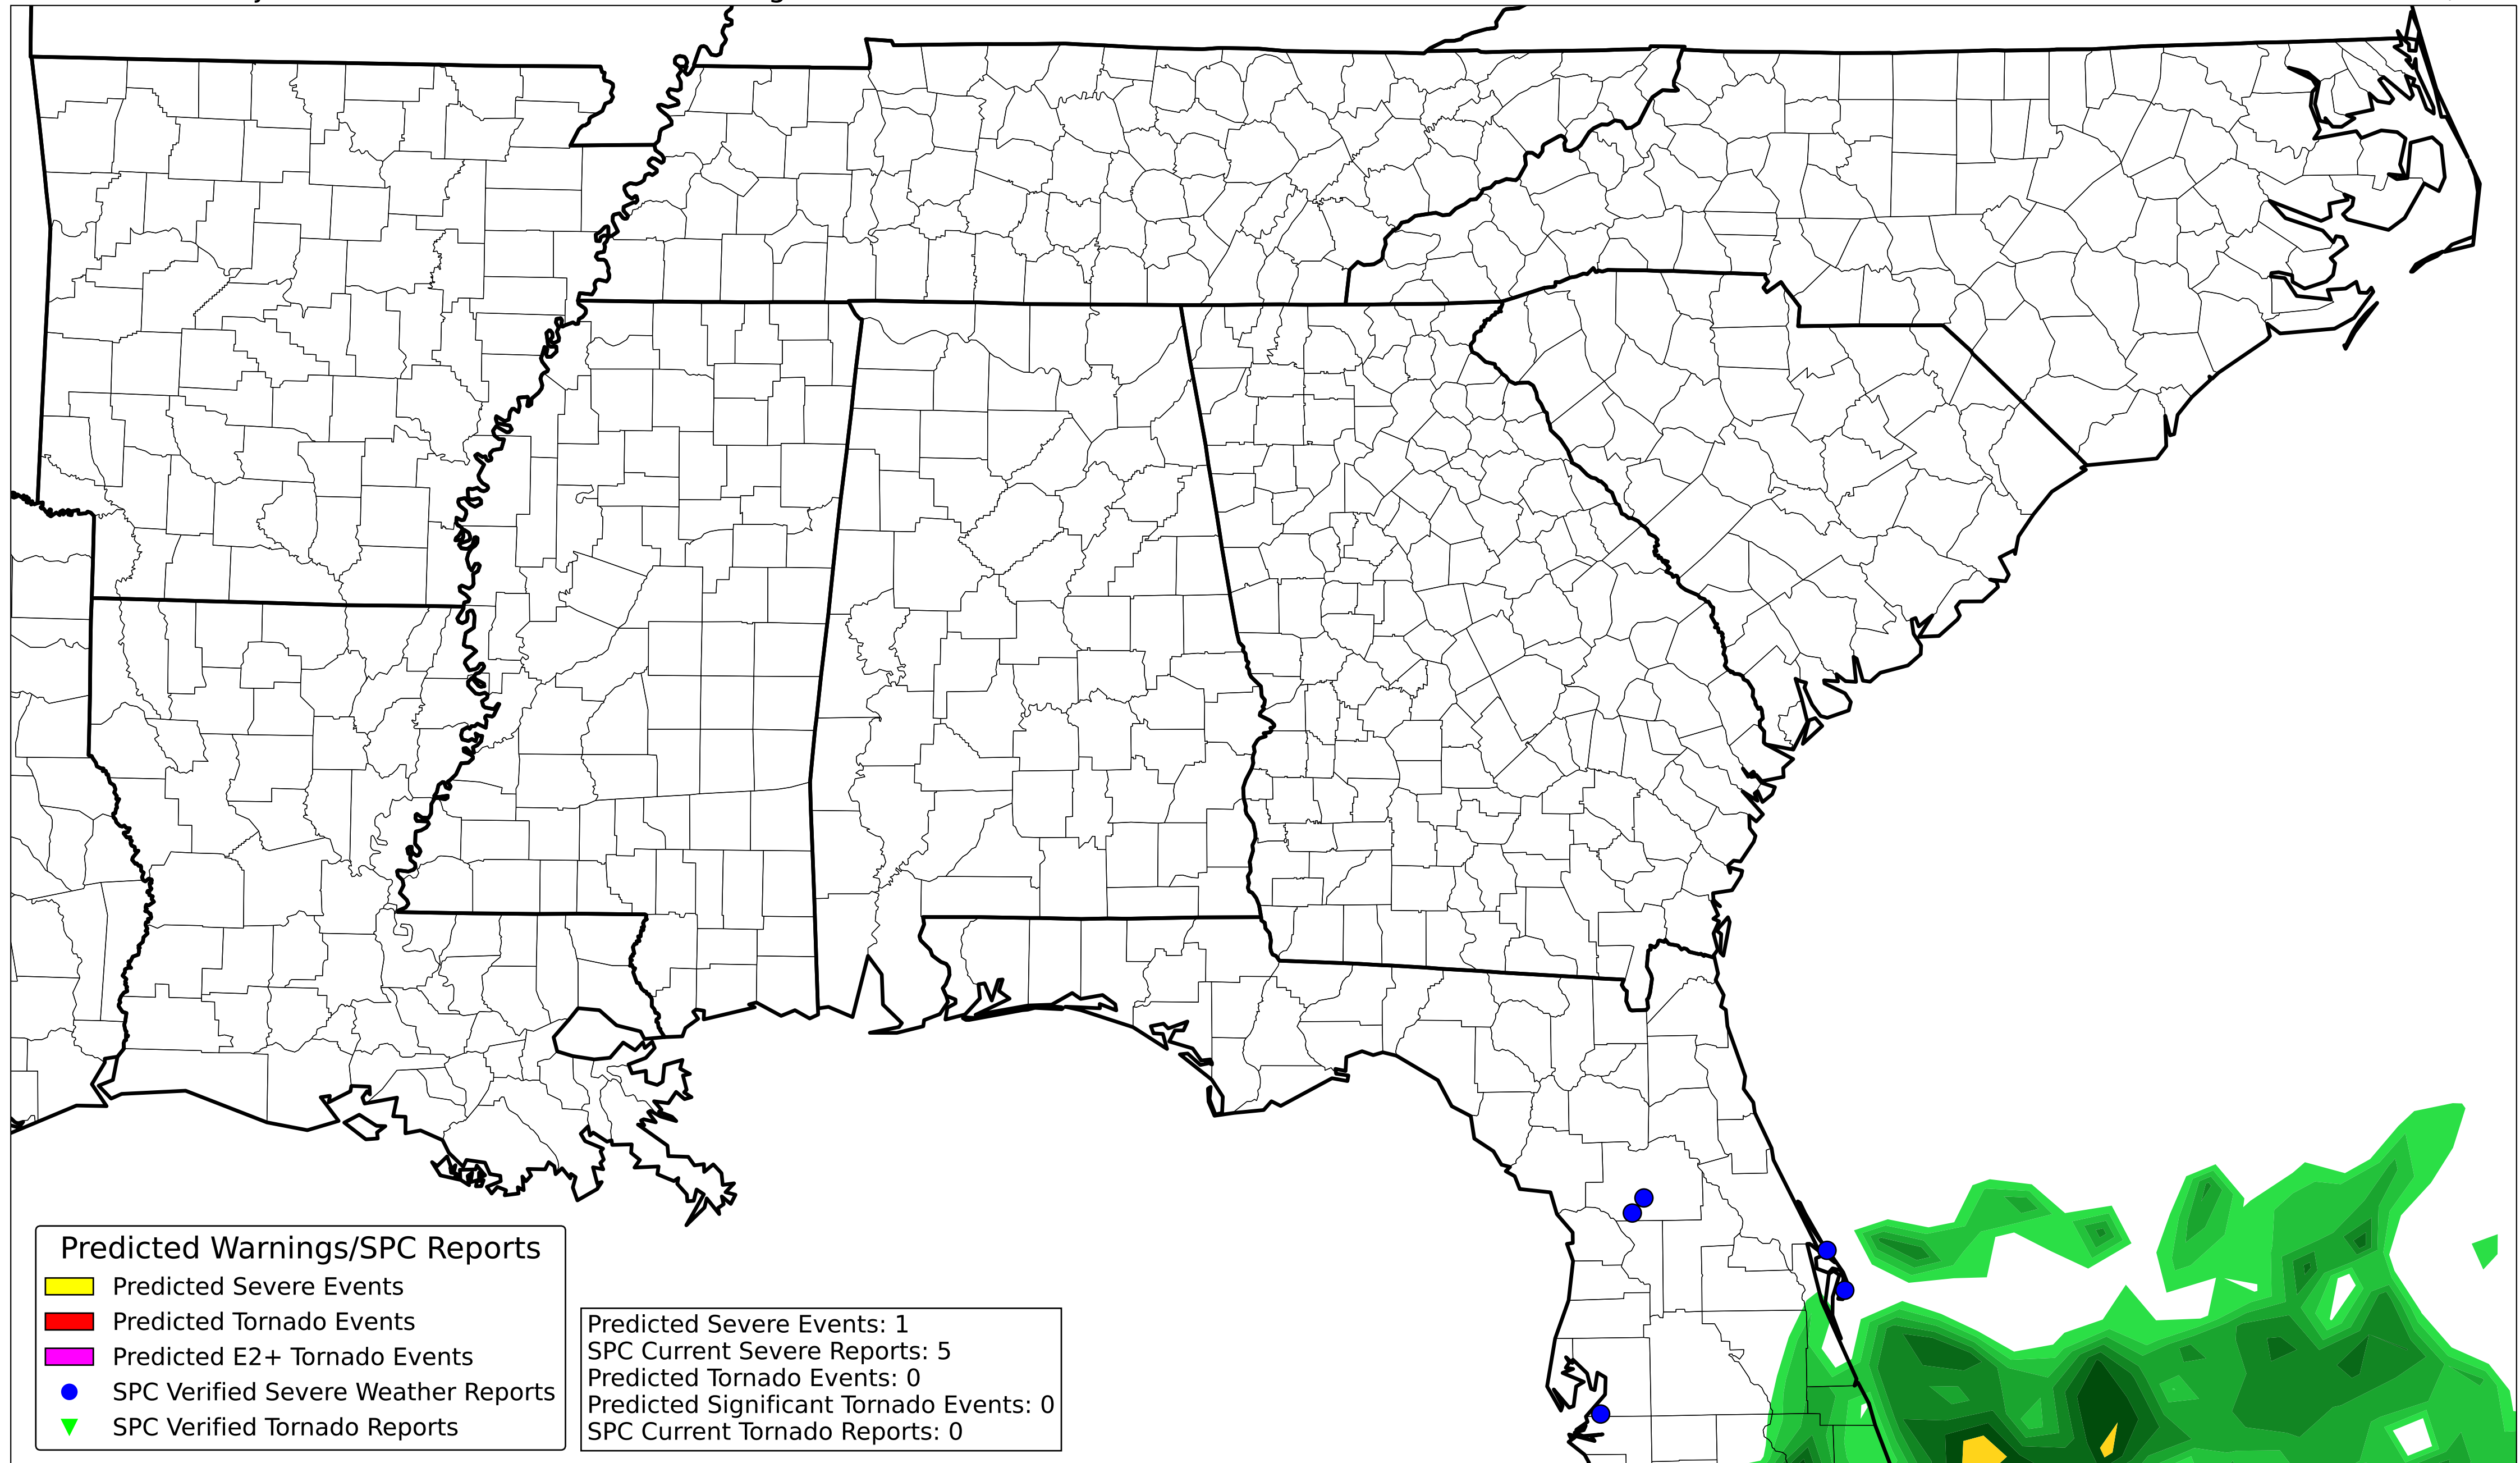 Predicted Warnings/SPC Reports
Predicted Severe Events
Predicted Tornado Events
Predicted E2+ Tornado Events
SPC Verified Severe Weather Reports
SPC Verified Tornado Reports
Predicted Severe Events: 1
SPC Current Severe Reports: 5
Predicted Tornado Events: 0
Predicted Significant Tornado Events: 0
SPC Current Tornado Reports: 0